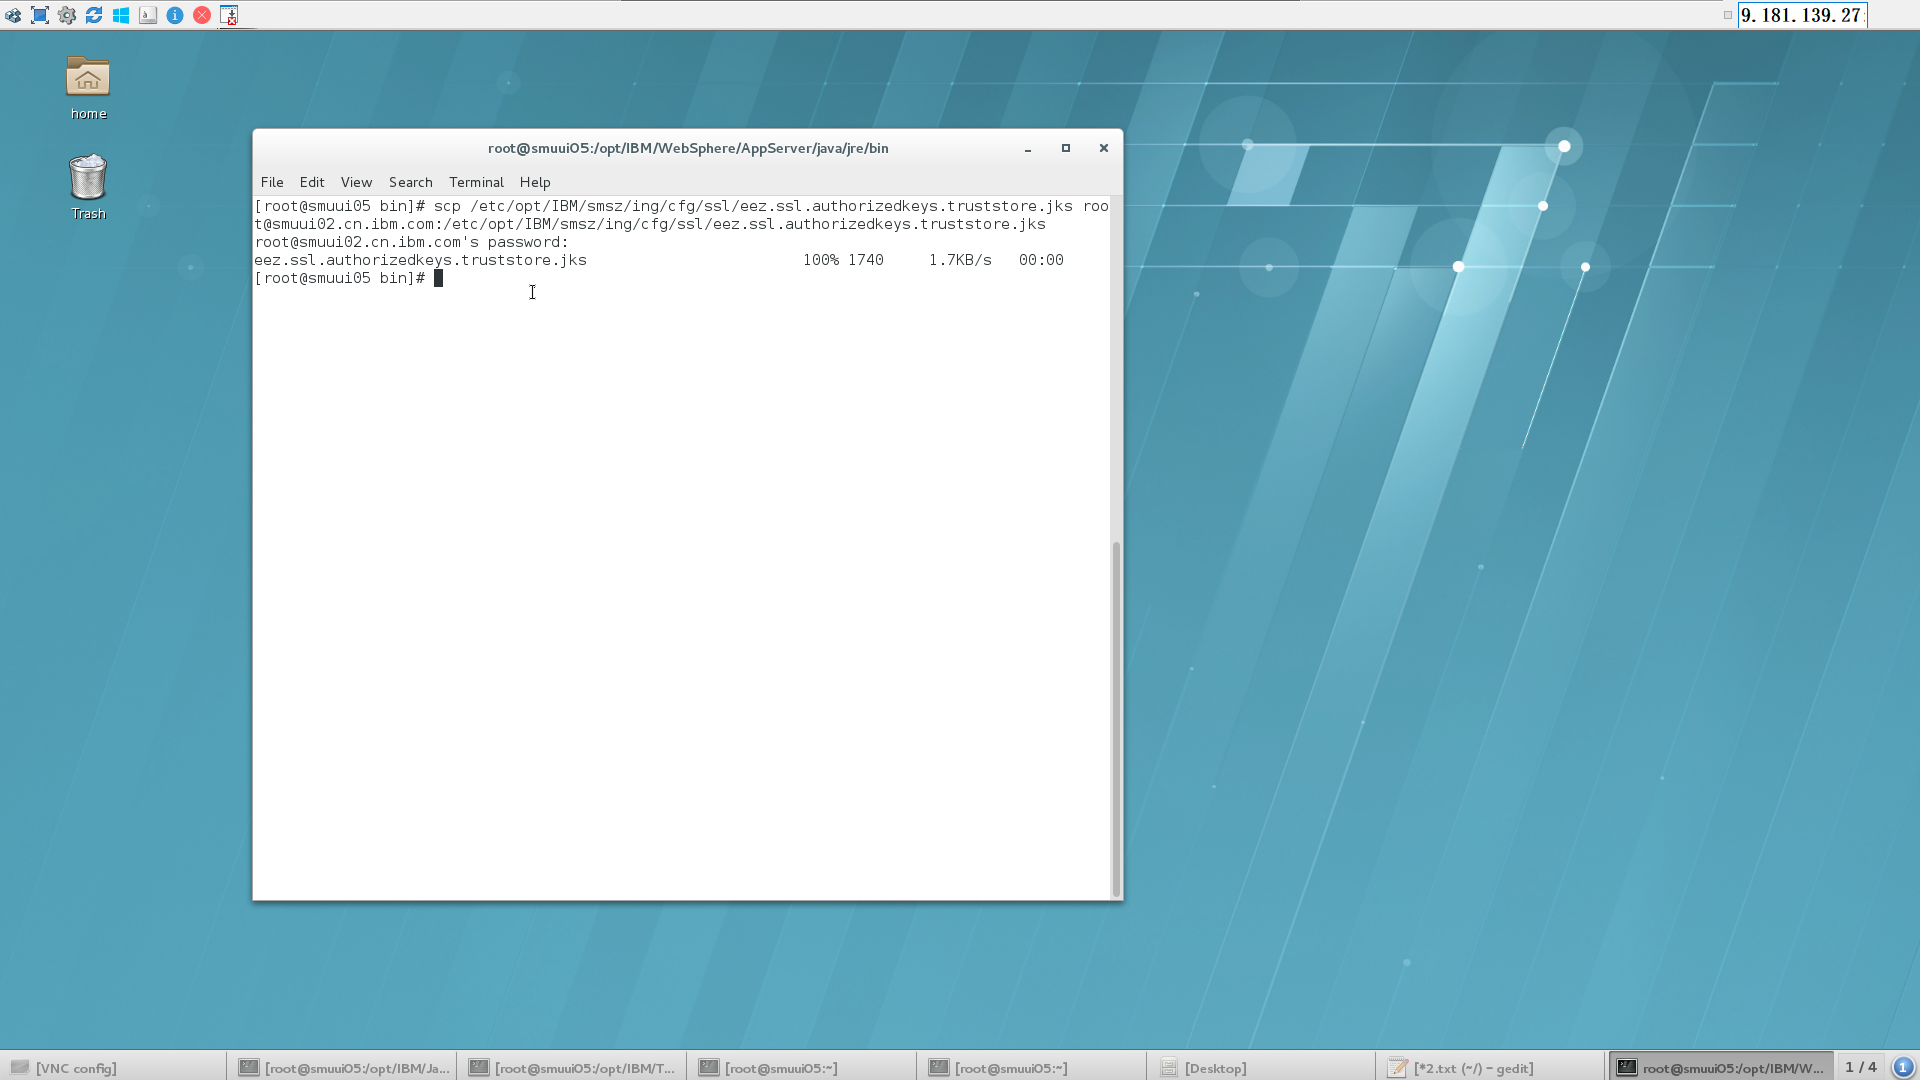 9.181.139.27:
home
Trash
root@smuui05:/opt/IBM/WebSphere/AppServer/java/jre/bin
File Edit View Search Terminal Help
[root@smuui05 bin]# scp /etc/opt/IBM/smsz/ing/cfg/ssl/eez.ssl.authorizedkeys.truststore.jks roo
t@smuui02.cn.ibm.com:/etc/opt/IBM/smsz/ing/cfg/ssl/eez.ssl.authorizedkeys.truststore.jks
root@smuui02.cn.ibm.com's password:
eez.ssl.authorizedkeys.truststore.jks 100% 1740 1.7KB/s 00:00
[root@smuui05 bin]#
[VNC config] [root@smuui05:/opt/IBM/Ja... [root@smuui05:/opt/IBM/T... [root@smuui05:~] [root@smuui05:~] [Desktop] [*2.txt (~/) - gedit] root@smuui05:/opt/IBM/W... 1 / 4 1